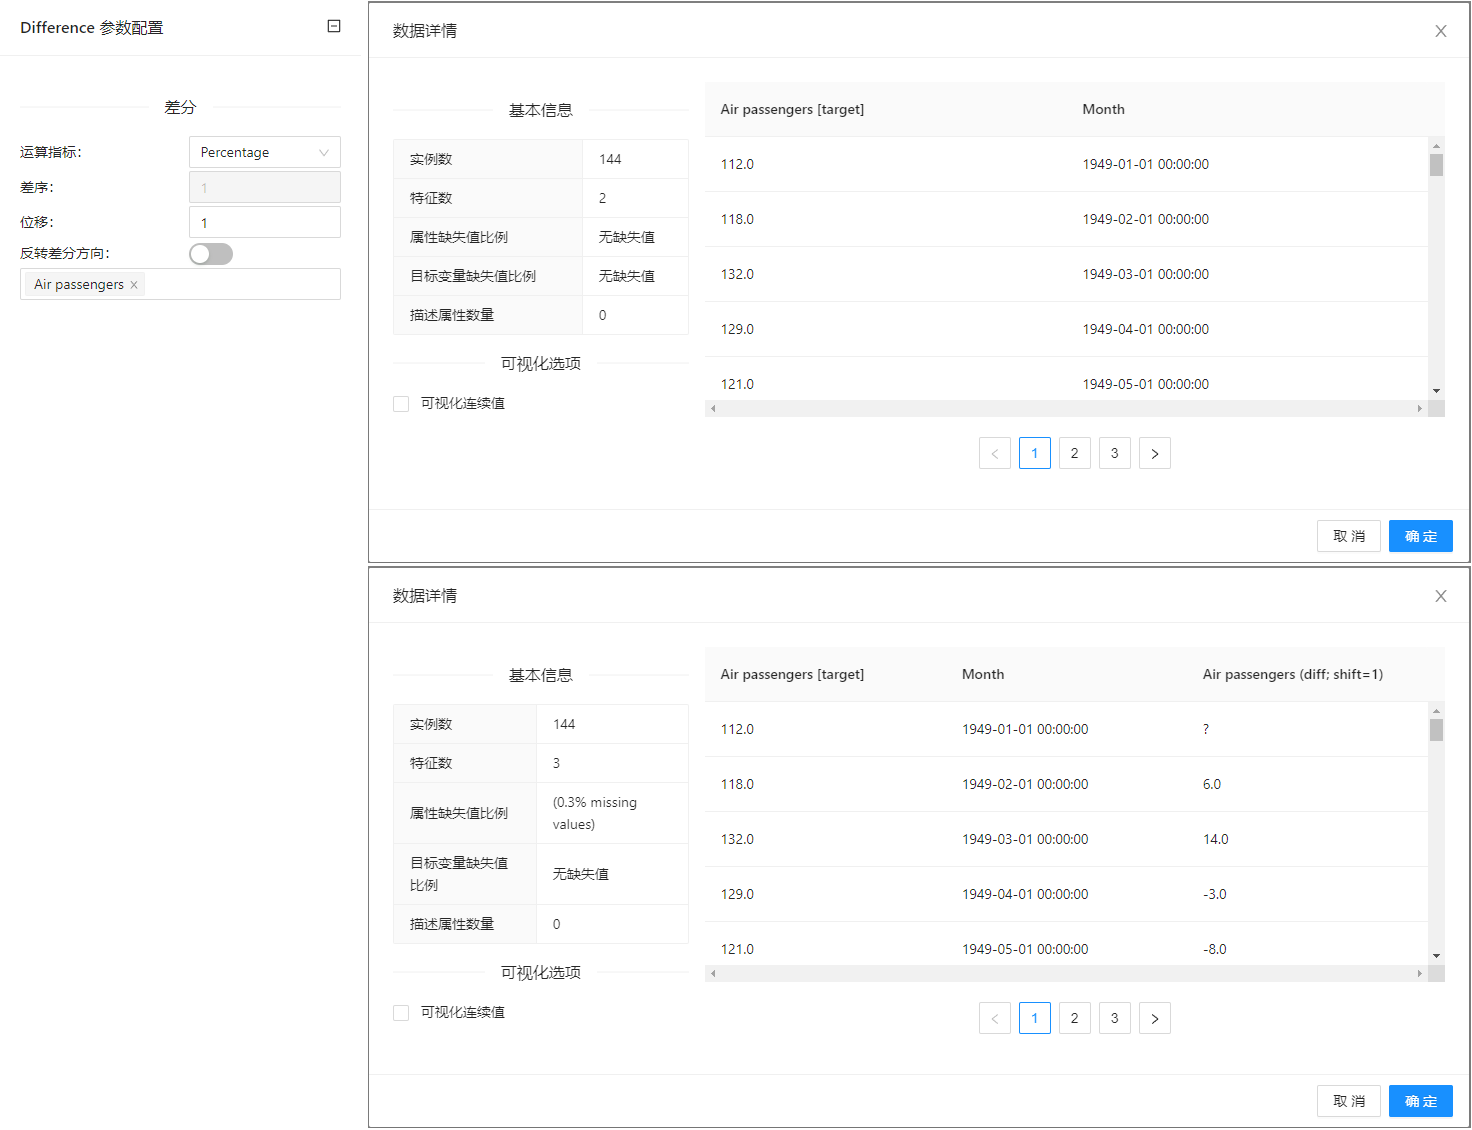 Difference 参数配置
差分
运算指标：
Percentage
差序：
1
位移：
1
反转差分方向：
Air passengers ×
数据详情
基本信息
实例数 144
特征数 2
属性缺失值比例 无缺失值
目标变量缺失值比例 无缺失值
描述属性数量 0
可视化选项
可视化连续值
Air passengers [target] Month
112.0 1949-01-01 00:00:00
118.0 1949-02-01 00:00:00
132.0 1949-03-01 00:00:00
129.0 1949-04-01 00:00:00
121.0 1949-05-01 00:00:00
< 1 2 3 >
取 消 确 定
数据详情
基本信息
实例数 144
特征数 3
属性缺失值比例 (0.3% missing
values)
目标变量缺失值
比例 无缺失值
描述属性数量 0
可视化选项
可视化连续值
Air passengers [target] Month Air passengers (diff; shift=1)
112.0 1949-01-01 00:00:00 ?
118.0 1949-02-01 00:00:00 6.0
132.0 1949-03-01 00:00:00 14.0
129.0 1949-04-01 00:00:00 -3.0
121.0 1949-05-01 00:00:00 -8.0
< 1 2 3 >
取 消 确 定